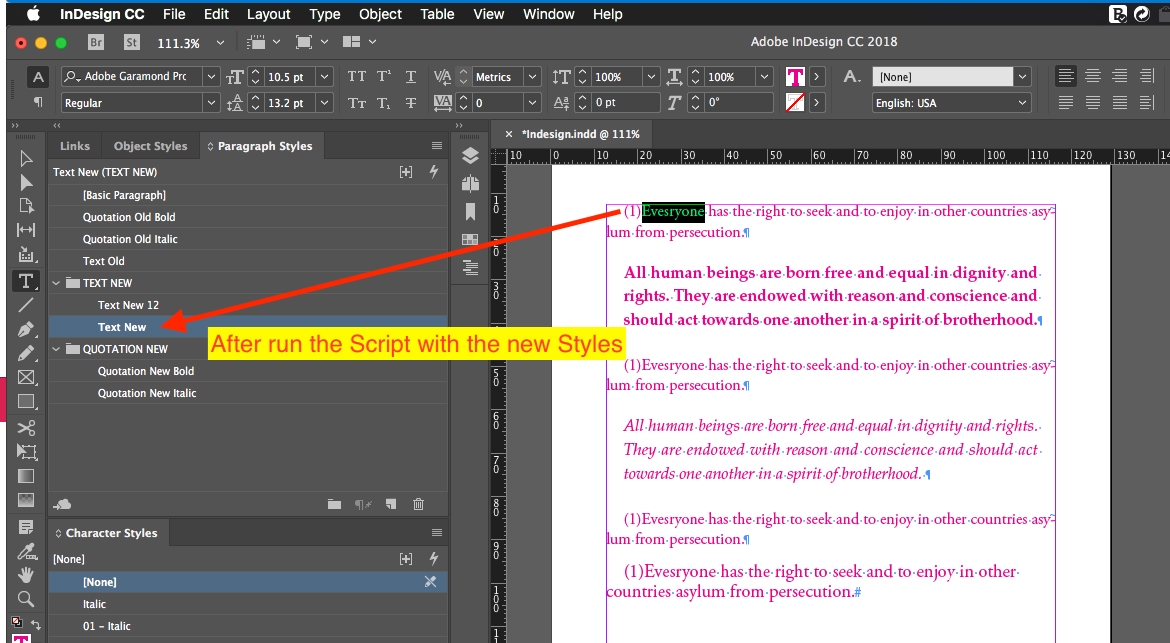 InDesign CC File Edit Layout Type Object Table View Window Help
Br St 111.3% Adobe InDesign CC 2018
A Adobe Garamond Prc 10.5 pt Metrics 100% 100% A. [None]
Regular 13.2 pt 0 0 pt 0° English: USA
Links Object Styles Paragraph Styles
× *Indesign.indd @ 111%
10 0 10 20 30 40 50 60 70 80 90 100 110 120 130 14
Text New (TEXT NEW)
[Basic Paragraph]
Quotation Old Bold
Quotation Old Italic
Text Old
TEXT NEW
Text New 12
Text New
QUOTATION NEW
Quotation New Bold
Quotation New Italic
Character Styles
[None]
[None]
Italic
01 - Italic
After run the Script with the new Styles
(1)Evesryone has the right to seek and to enjoy in other countries asy-
lum from persecution.¶
All human beings are born free and equal in dignity and
rights. They are endowed with reason and conscience and
should act towards one another in a spirit of brotherhood.¶
(1)Everyone has the right to seek and to enjoy in other countries asy-
lum from persecution.¶
All human beings are born free and equal in dignity and rights.
They are endowed with reason and conscience and should act
towards one another in a spirit of brotherhood.¶
(1)Everyone has the right to seek and to enjoy in other countries asy-
lum from persecution.¶
(1)Evesryone has the right to seek and to enjoy in other
countries asylum from persecution.#